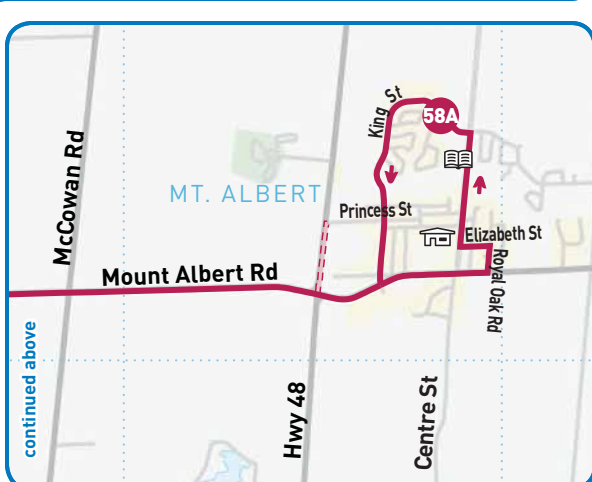 King St
58A
McCowan Rd
MT. ALBERT
Princess St
Elizabeth St
Mount Albert Rd
Royal Oak Rd
continued above
Hwy 48
Centre St